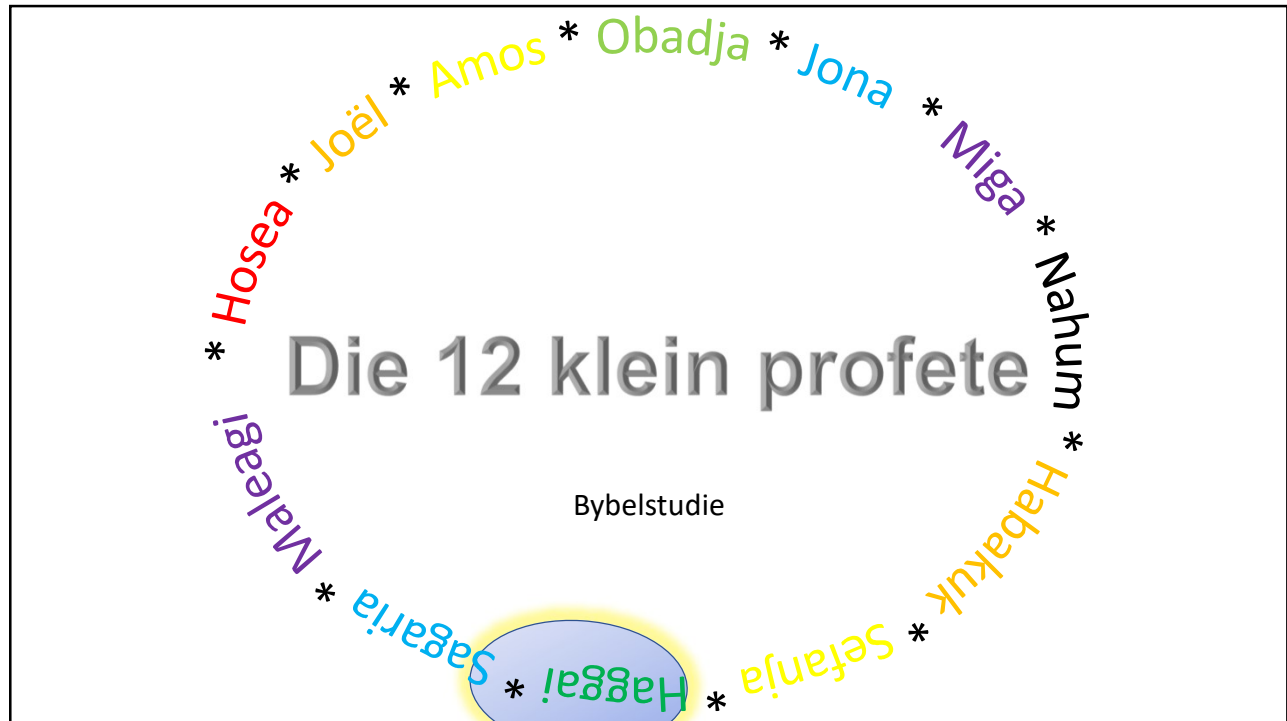 * Hosea * Joël * Amos * Obadja * Jona * Miga * Nahum * Habakuk * Sefanja * Haggai * Sagaria * Maleagi
Die 12 klein profete
Bybelstudie